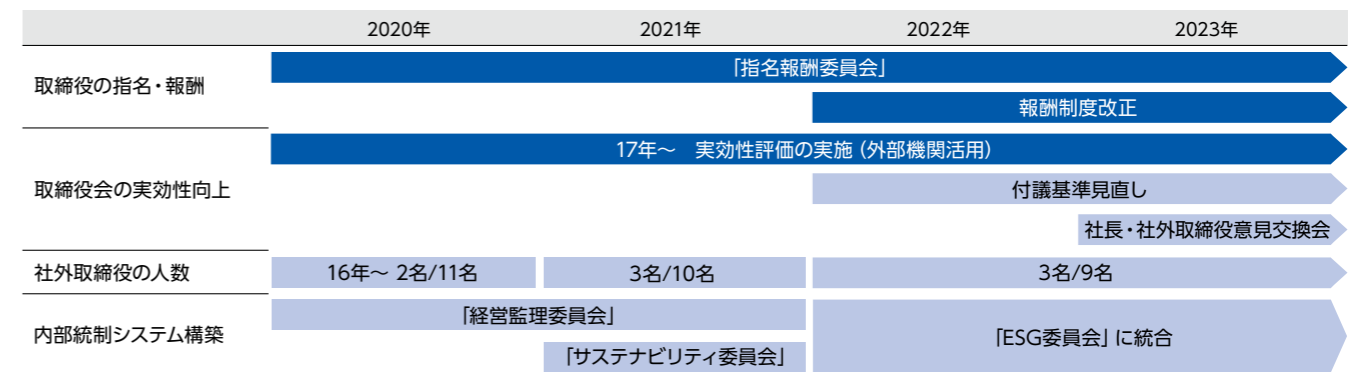 2020年 2021年 2022年 2023年
取締役の指名・報酬
「指名報酬委員会」
報酬制度改正
取締役会の実効性向上
17年～ 実効性評価の実施（外部機関活用）
付議基準見直し
社長・社外取締役意見交換会
社外取締役の人数
16年～ 2名/11名 3名/10名 3名/9名
内部統制システム構築
「経営監理委員会」
「サステナビリティ委員会」
「ESG委員会」に統合